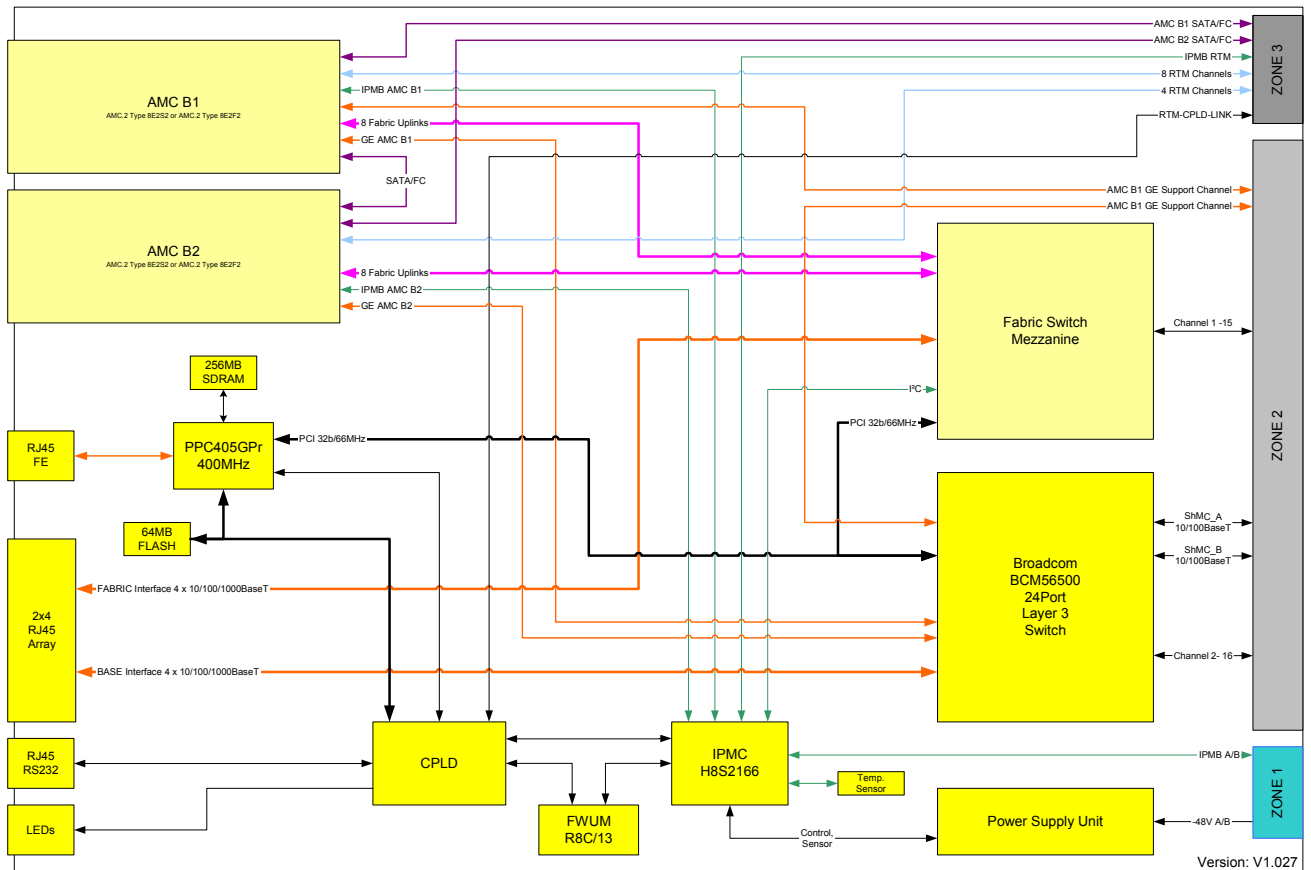 AMC B1 SATA/FC
AMC B2 SATA/FC
IPMB RTM
8 RTM Channels
4 RTM Channels
RTM-CPLD-LINK
ZONE 3
AMC B1
AMC.2 Type 8E2S2 or AMC.2 Type 8E2F2
IPMB AMC B1
8 Fabric Uplinks
GE AMC B1
SATA/FC
AMC B1 GE Support Channel
AMC B1 GE Support Channel
AMC B2
AMC.2 Type 8E2S2 or AMC.2 Type 8E2F2
8 Fabric Uplinks
IPMB AMC B2
GE AMC B2
Fabric Switch
Mezzanine
Channel 1 -15
I²C
PCI 32b/66MHz
ZONE 2
256MB
SDRAM
RJ45
FE
PPC405GPr
400MHz
PCI 32b/66MHz
64MB
FLASH
2x4
RJ45
Array
FABRIC Interface 4 x 10/100/1000BaseT
BASE Interface 4 x 10/100/1000BaseT
Broadcom
BCM56500
24Port
Layer 3
Switch
ShMC_A
10/100BaseT
ShMC_B
10/100BaseT
Channel 2- 16
RJ45
RS232
CPLD
IPMC
H8S2166
IPMB A/B
ZONE 1
Temp.
Sensor
LEDs
FWUM
R8C/13
Control,
Sensor
Power Supply Unit
-48V A/B
Version: V1.027